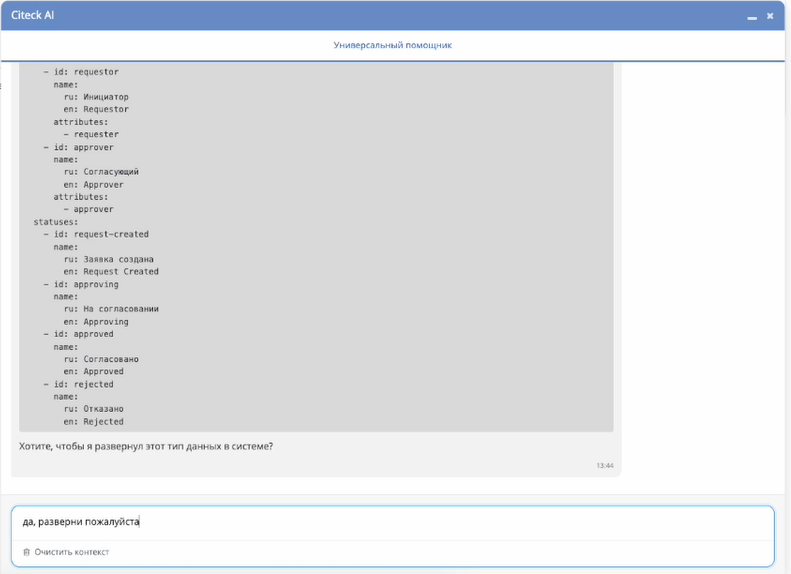 Citeck AI
Универсальный помощник
- id: requestor
name:
ru: Инициатор
en: Requestor
attributes:
- requester
- id: approver
name:
ru: Согласующий
en: Approver
attributes:
- approver
statuses:
- id: request-created
name:
ru: Заявка создана
en: Request Created
- id: approving
name:
ru: На согласовании
en: Approving
- id: approved
name:
ru: Согласовано
en: Approved
- id: rejected
name:
ru: Отказано
en: Rejected
Хотите, чтобы я развернул этот тип данных в системе?
13:44
да, разверни пожалуйста
Очистить контекст